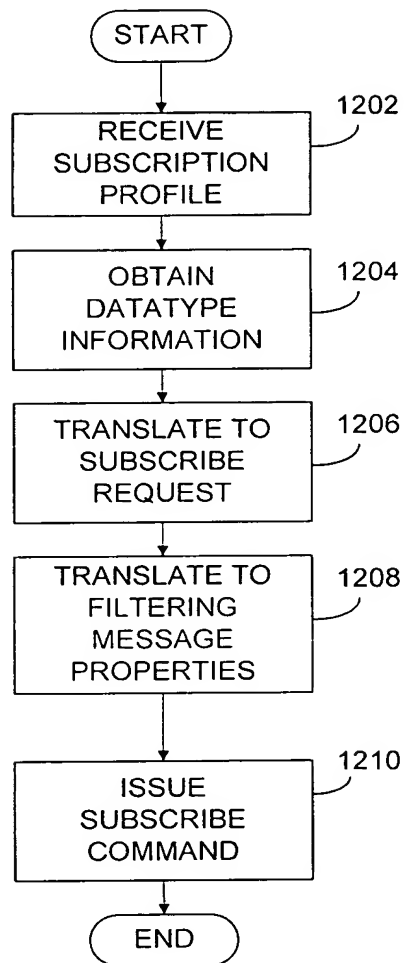 START
1202
RECEIVE
SUBSCRIPTION
PROFILE
1204
OBTAIN
DATATYPE
INFORMATION
1206
TRANSLATE TO
SUBSCRIBE
REQUEST
1208
TRANSLATE TO
FILTERING
MESSAGE
PROPERTIES
1210
ISSUE
SUBSCRIBE
COMMAND
END